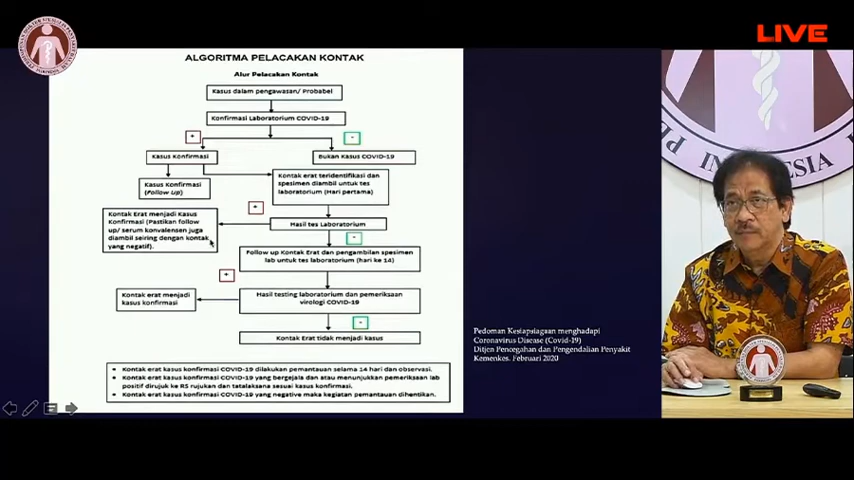 LIVE
ALGORITMA PELACAKAN KONTAK
Alur Pelacakan Kontak
Kasus dalam pengawasan/ Probabel
Konfirmasi Laboratorium COVID-19
+
-
Kasus Konfirmasi
Bukan Kasus COVID-19
Kasus Konfirmasi
(Follow Up)
Kontak erat teridentifikasi dan
spesimen diambil untuk tes
laboratorium (Hari pertama)
+
Kontak Erat menjadi Kasus
Konfirmasi (Pastikan follow
up/ serum konvalensen juga
diambil seiring dengan kontak
yang negatif).
Hasil tes Laboratorium
-
Follow up Kontak Erat dan pengambilan spesimen
lab untuk tes laboratorium (hari ke 14)
+
Kontak erat menjadi
kasus konfirmasi
Hasil testing laboratorium dan pemeriksaan
virologi COVID-19
-
Kontak Erat tidak menjadi kasus
• Kontak erat kasus konfirmasi COVID-19 dilakukan pemantauan selama 14 hari dan observasi.
• Kontak erat kasus konfirmasi COVID-19 yang bergejala dan atau menunjukkan pemeriksaan lab
positif dirujuk ke RS rujukan dan tatalaksana sesuai kasus konfirmasi.
• Kontak erat kasus konfirmasi COVID-19 yang negative maka kegiatan pemantauan dihentikan.
Pedoman Kesiapsiagaan menghadapi
Coronavirus Disease (Covid-19)
Ditjen Pencegahan dan Pengendalian Penyakit
Kemenkes. Februari 2020